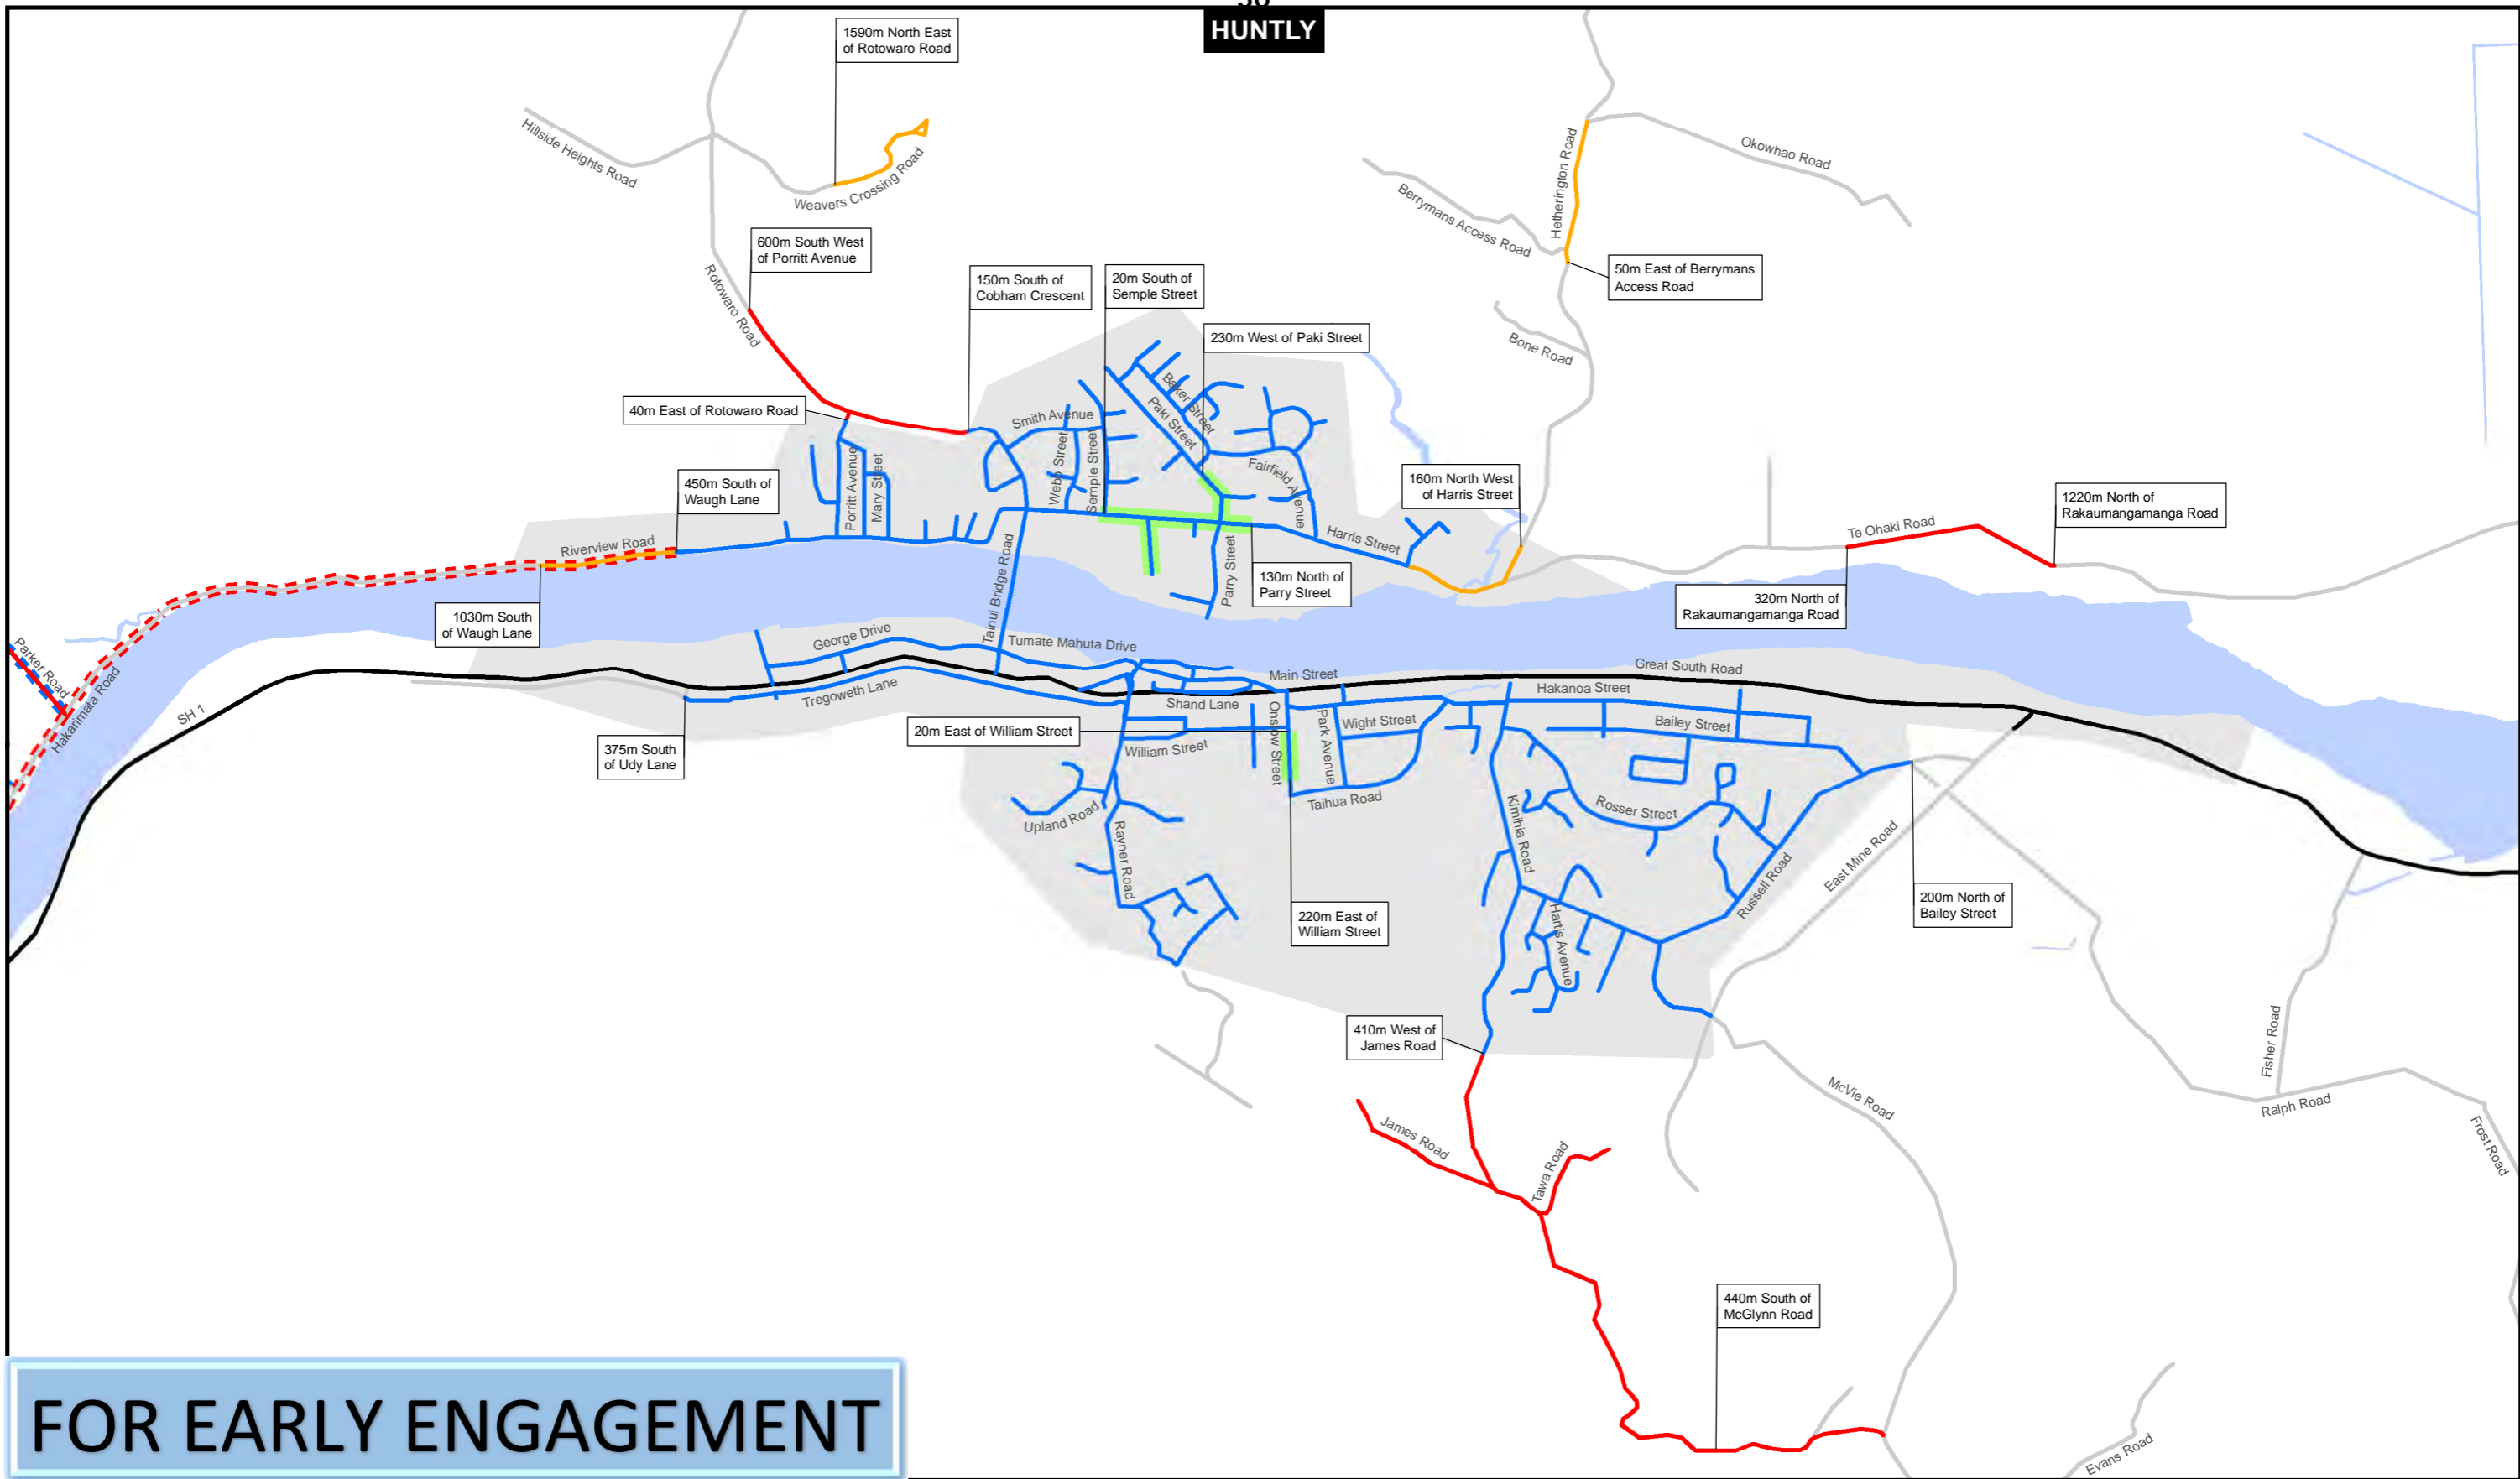 30
HUNTLY
1590m North East
of Rotowaro Road
Hillside Heights Road
Weavers Crossing Road
Okowhao Road
Hetherington Road
Berrymans Access Road
600m South West
of Porritt Avenue
Rotowaro Road
150m South of
Cobham Crescent
20m South of
Semple Street
50m East of Berrymans
Access Road
230m West of Paki Street
Bone Road
40m East of Rotowaro Road
Smith Avenue
Baker Street
Paki Street
Webb Street
Semple Street
Fairfield Avenue
Porritt Avenue
Mary Street
450m South of
Waugh Lane
160m North West
of Harris Street
1220m North of
Rakaumangamanga Road
Te Ohaki Road
Harris Street
Riverview Road
Tainui Bridge Road
Parry Street
130m North of
Parry Street
320m North of
Rakaumangamanga Road
1030m South
of Waugh Lane
George Drive
Tumate Mahuta Drive
Parker Road
Hakarimata Road
Main Street
Great South Road
Hakanoa Street
Tregoweth Lane
Shand Lane
SH 1
Onslow Street
Park Avenue
Wight Street
Bailey Street
20m East of William Street
William Street
375m South
of Udy Lane
Taihua Road
Upland Road
Rayner Road
Kimihia Road
Rosser Street
East Mine Road
Russell Road
200m North of
Bailey Street
220m East of
William Street
Hartis Avenue
410m West of
James Road
Fisher Road
McVie Road
Ralph Road
Frost Road
James Road
Tawa Road
440m South of
McGlynn Road
Evans Road
FOR EARLY ENGAGEMENT